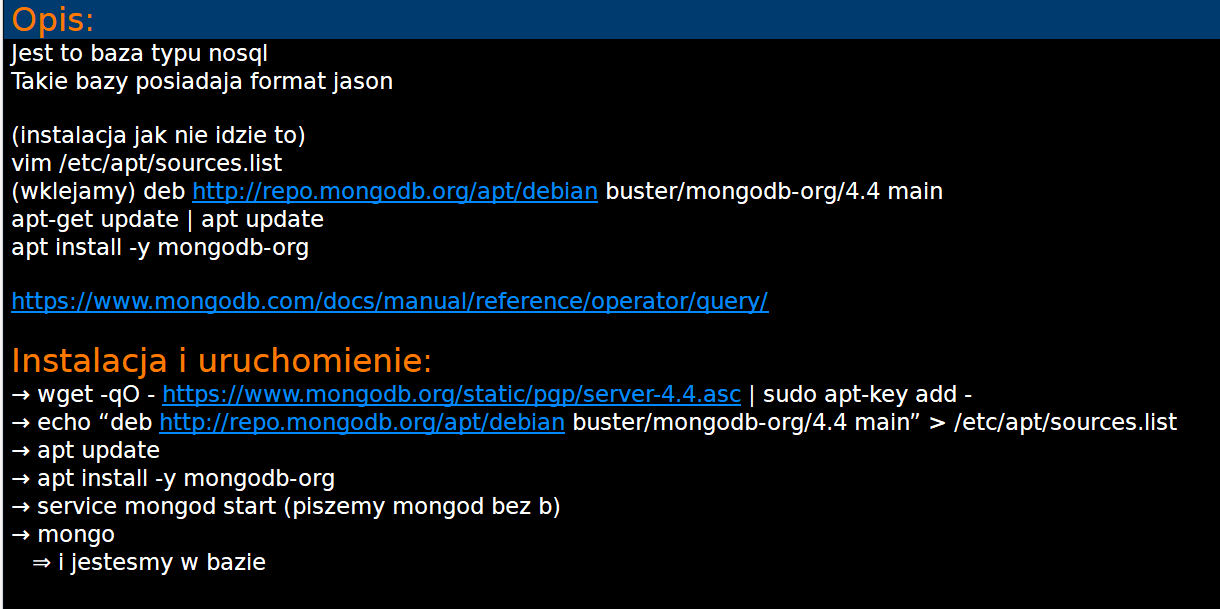 Opis:
Jest to baza typu nosql
Takie bazy posiadaja format jason
(instalacja jak nie idzie to)
vim /etc/apt/sources.list
(wklejamy) deb http://repo.mongodb.org/apt/debian buster/mongodb-org/4.4 main
apt-get update | apt update
apt install -y mongodb-org
https://www.mongodb.com/docs/manual/reference/operator/query/
Instalacja i uruchomienie:
→ wget -qO - https://www.mongodb.org/static/pgp/server-4.4.asc | sudo apt-key add -
→ echo “deb http://repo.mongodb.org/apt/debian buster/mongodb-org/4.4 main” > /etc/apt/sources.list
→ apt update
→ apt install -y mongodb-org
→ service mongod start (piszemy mongod bez b)
→ mongo
⇒ i jestesmy w bazie